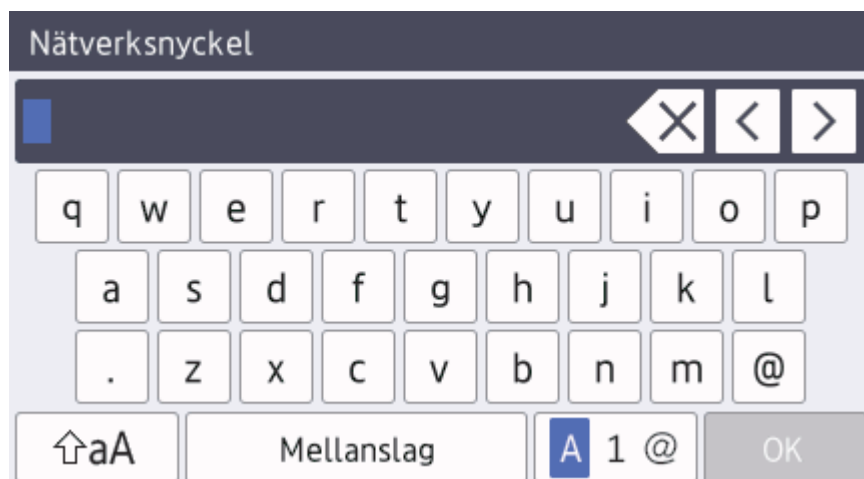 Nätverksnyckel
q w e r t y u i o p
a s d f g h j k l
. z x c v b n m @
aA Mellanslag A 1 @ OK